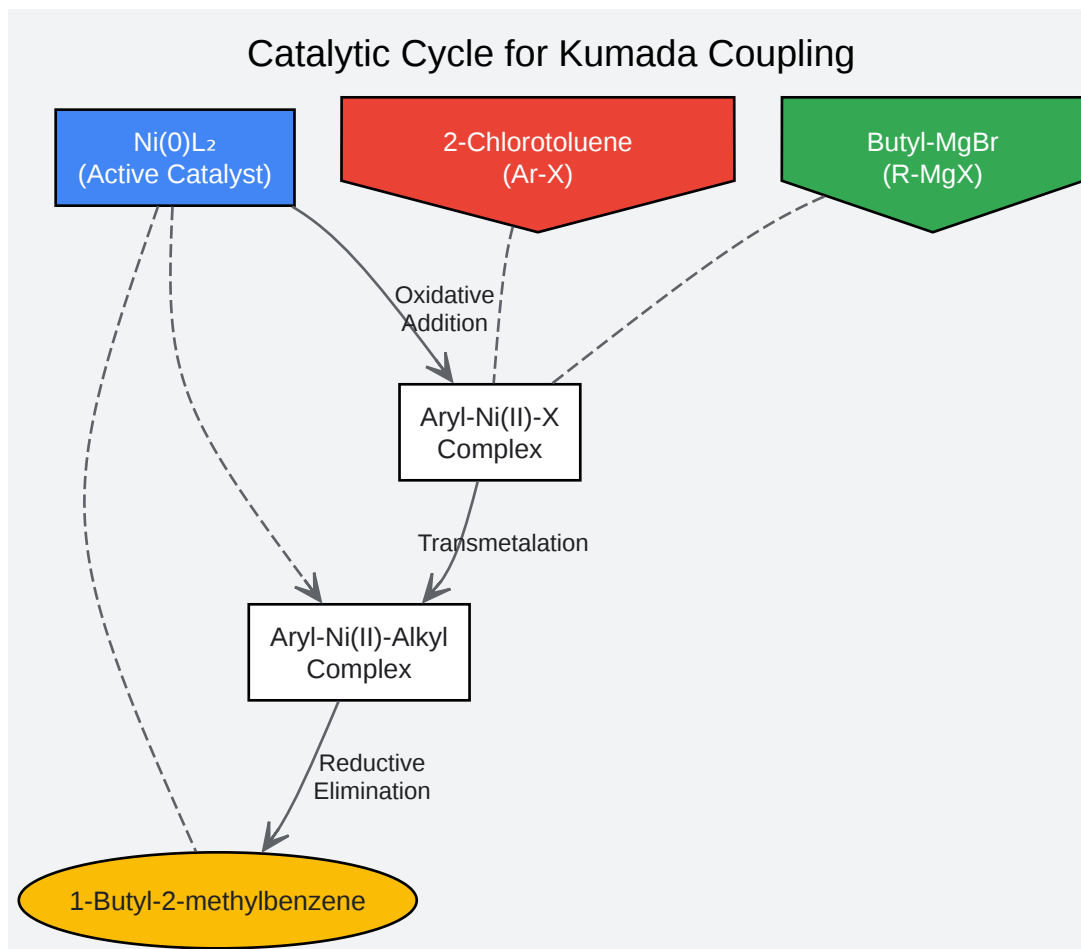 Catalytic Cycle for Kumada Coupling
Ni(0)L₂
(Active Catalyst)
2-Chlorotoluene
(Ar-X)
Butyl-MgBr
(R-MgX)
Oxidative
Addition
Aryl-Ni(II)-X
Complex
Transmetalation
Aryl-Ni(II)-Alkyl
Complex
Reductive
Elimination
1-Butyl-2-methylbenzene